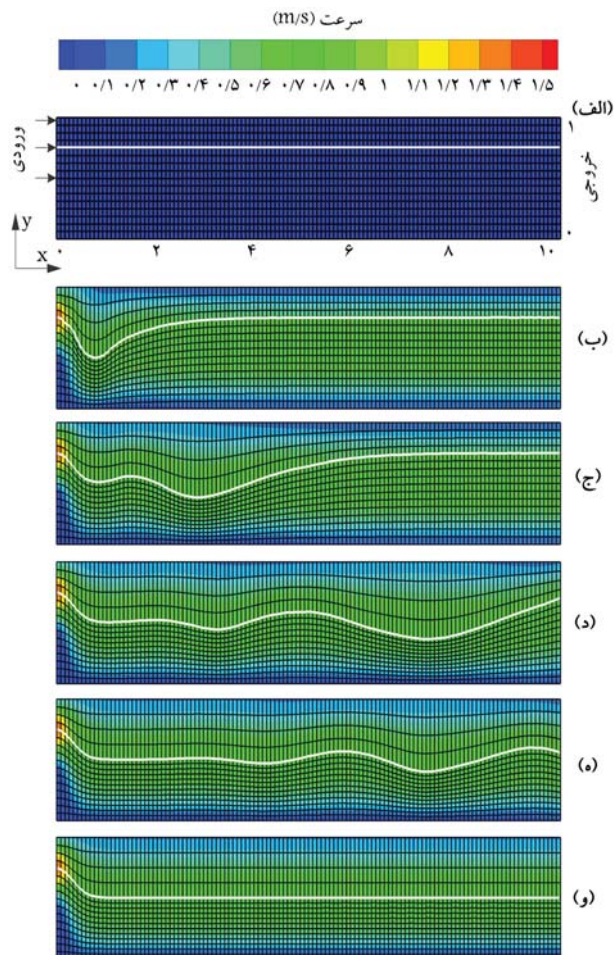 سرعت (m/s)
۰ ۰/۱ ۰/۲ ۰/۳ ۰/۴ ۰/۵ ۰/۶ ۰/۷ ۰/۸ ۰/۹ ۱ ۱/۱ ۱/۲ ۱/۳ ۱/۴ ۱/۵
(الف)
ورودی
خروجی
۱
۰
y
x
۰ ۲ ۴ ۶ ۸ ۱۰
(ب)
(ج)
(د)
(ه)
(و)